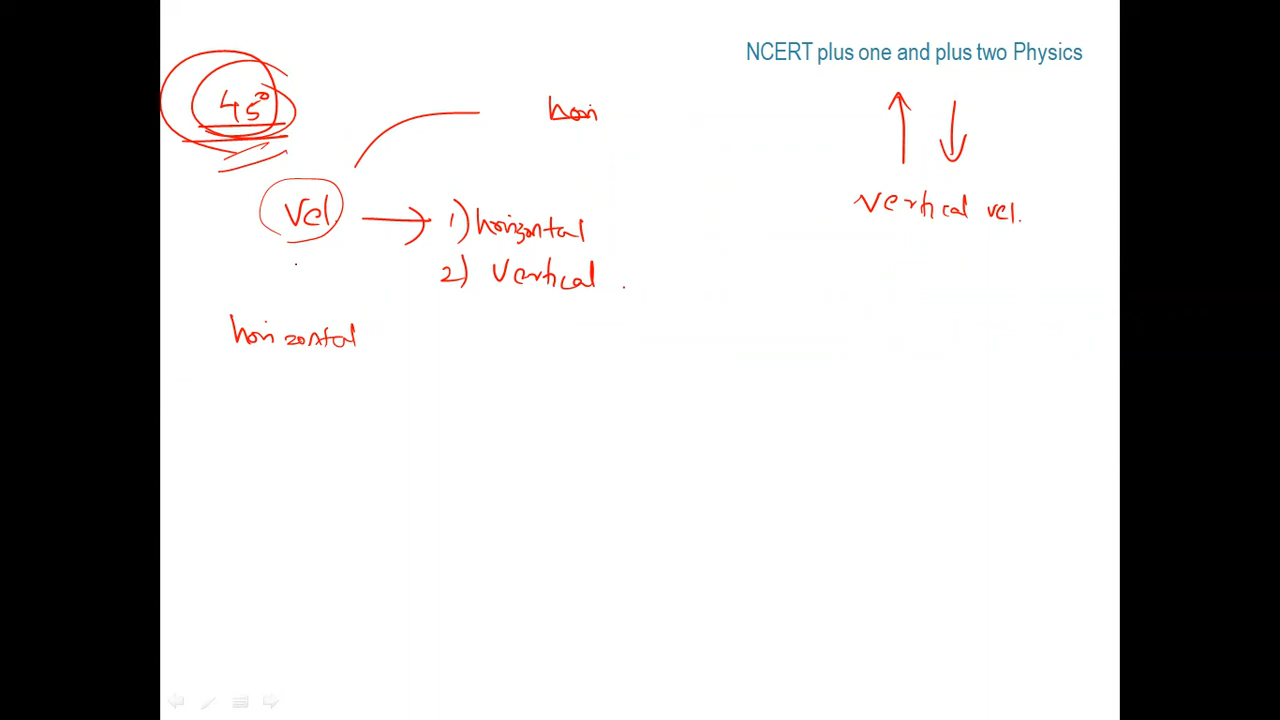 NCERT plus one and plus two Physics
45°
hori
Vel
1) horizontal
2) vertical
vertical vel.
horizontal